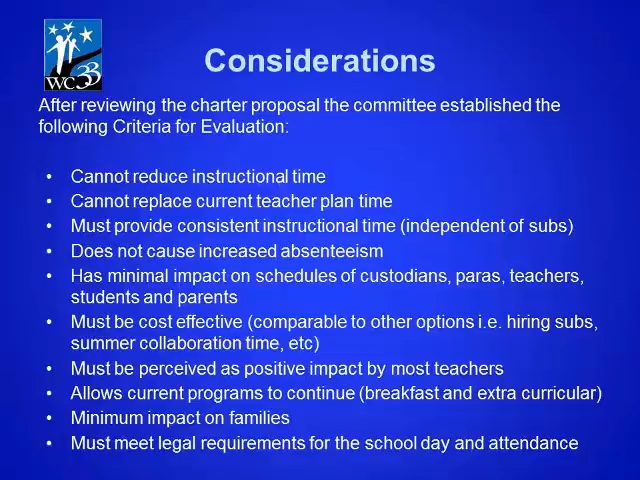 WC33
Considerations
After reviewing the charter proposal the committee established the
following Criteria for Evaluation:
• Cannot reduce instructional time
• Cannot replace current teacher plan time
• Must provide consistent instructional time (independent of subs)
• Does not cause increased absenteeism
• Has minimal impact on schedules of custodians, paras, teachers,
students and parents
• Must be cost effective (comparable to other options i.e. hiring subs,
summer collaboration time, etc)
• Must be perceived as positive impact by most teachers
• Allows current programs to continue (breakfast and extra curricular)
• Minimum impact on families
• Must meet legal requirements for the school day and attendance